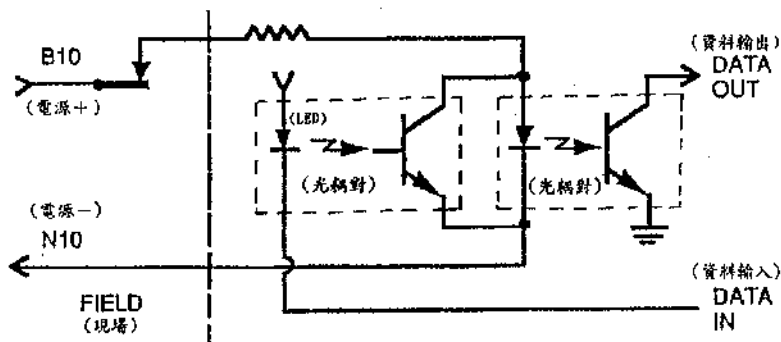 B10
(電源＋)
(資料輸出)
DATA
OUT
(LED)
(光耦對)
(光耦對)
(電源－)
N10
FIELD
(現場)
(資料輸入)
DATA
IN